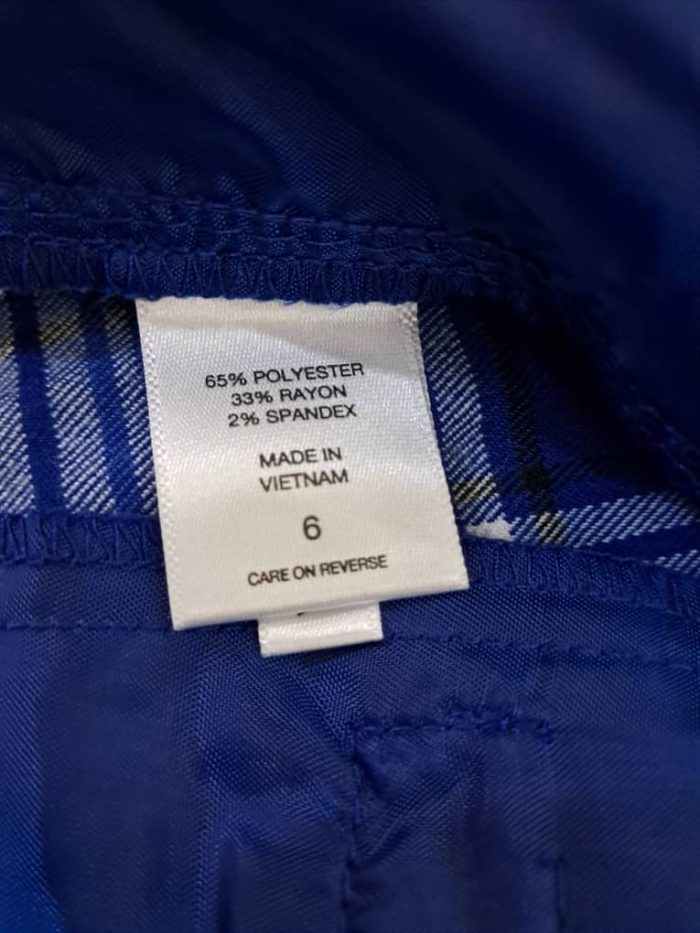 65% POLYESTER
33% RAYON
2% SPANDEX
MADE IN
VIETNAM
6
CARE ON REVERSE